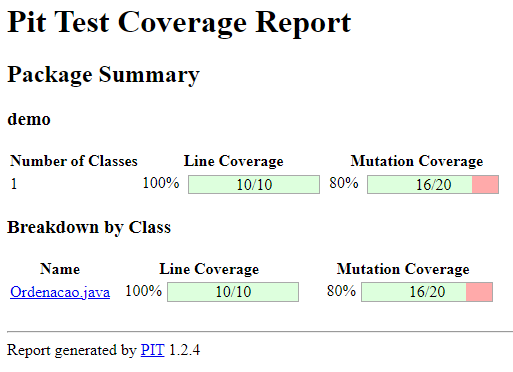 Pit Test Coverage Report
Package Summary
demo
Number of Classes Line Coverage Mutation Coverage
1 100% 10/10 80% 16/20
Breakdown by Class
Name Line Coverage Mutation Coverage
Ordenacao.java 100% 10/10 80% 16/20
Report generated by PIT 1.2.4